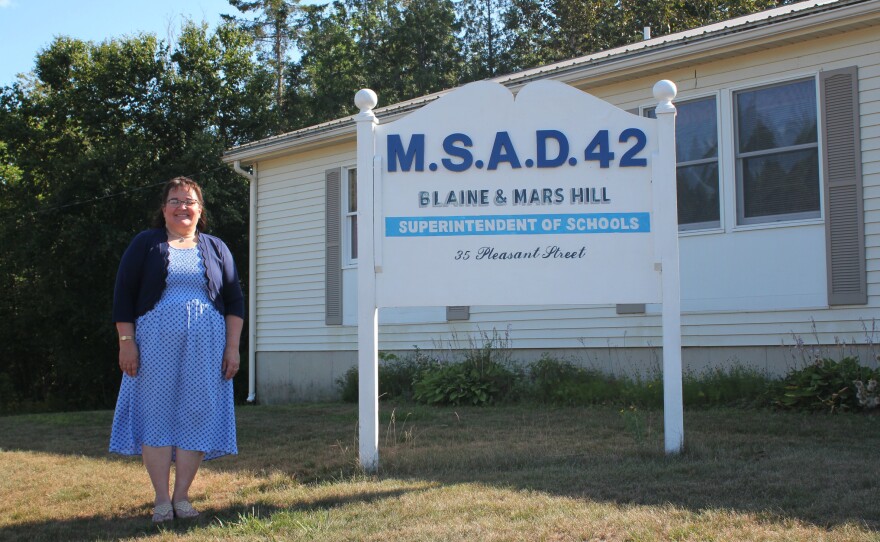 M.S.A.D. 42
BLAINE & MARS HILL
SUPERINTENDENT OF SCHOOLS
35 Pleasant Street